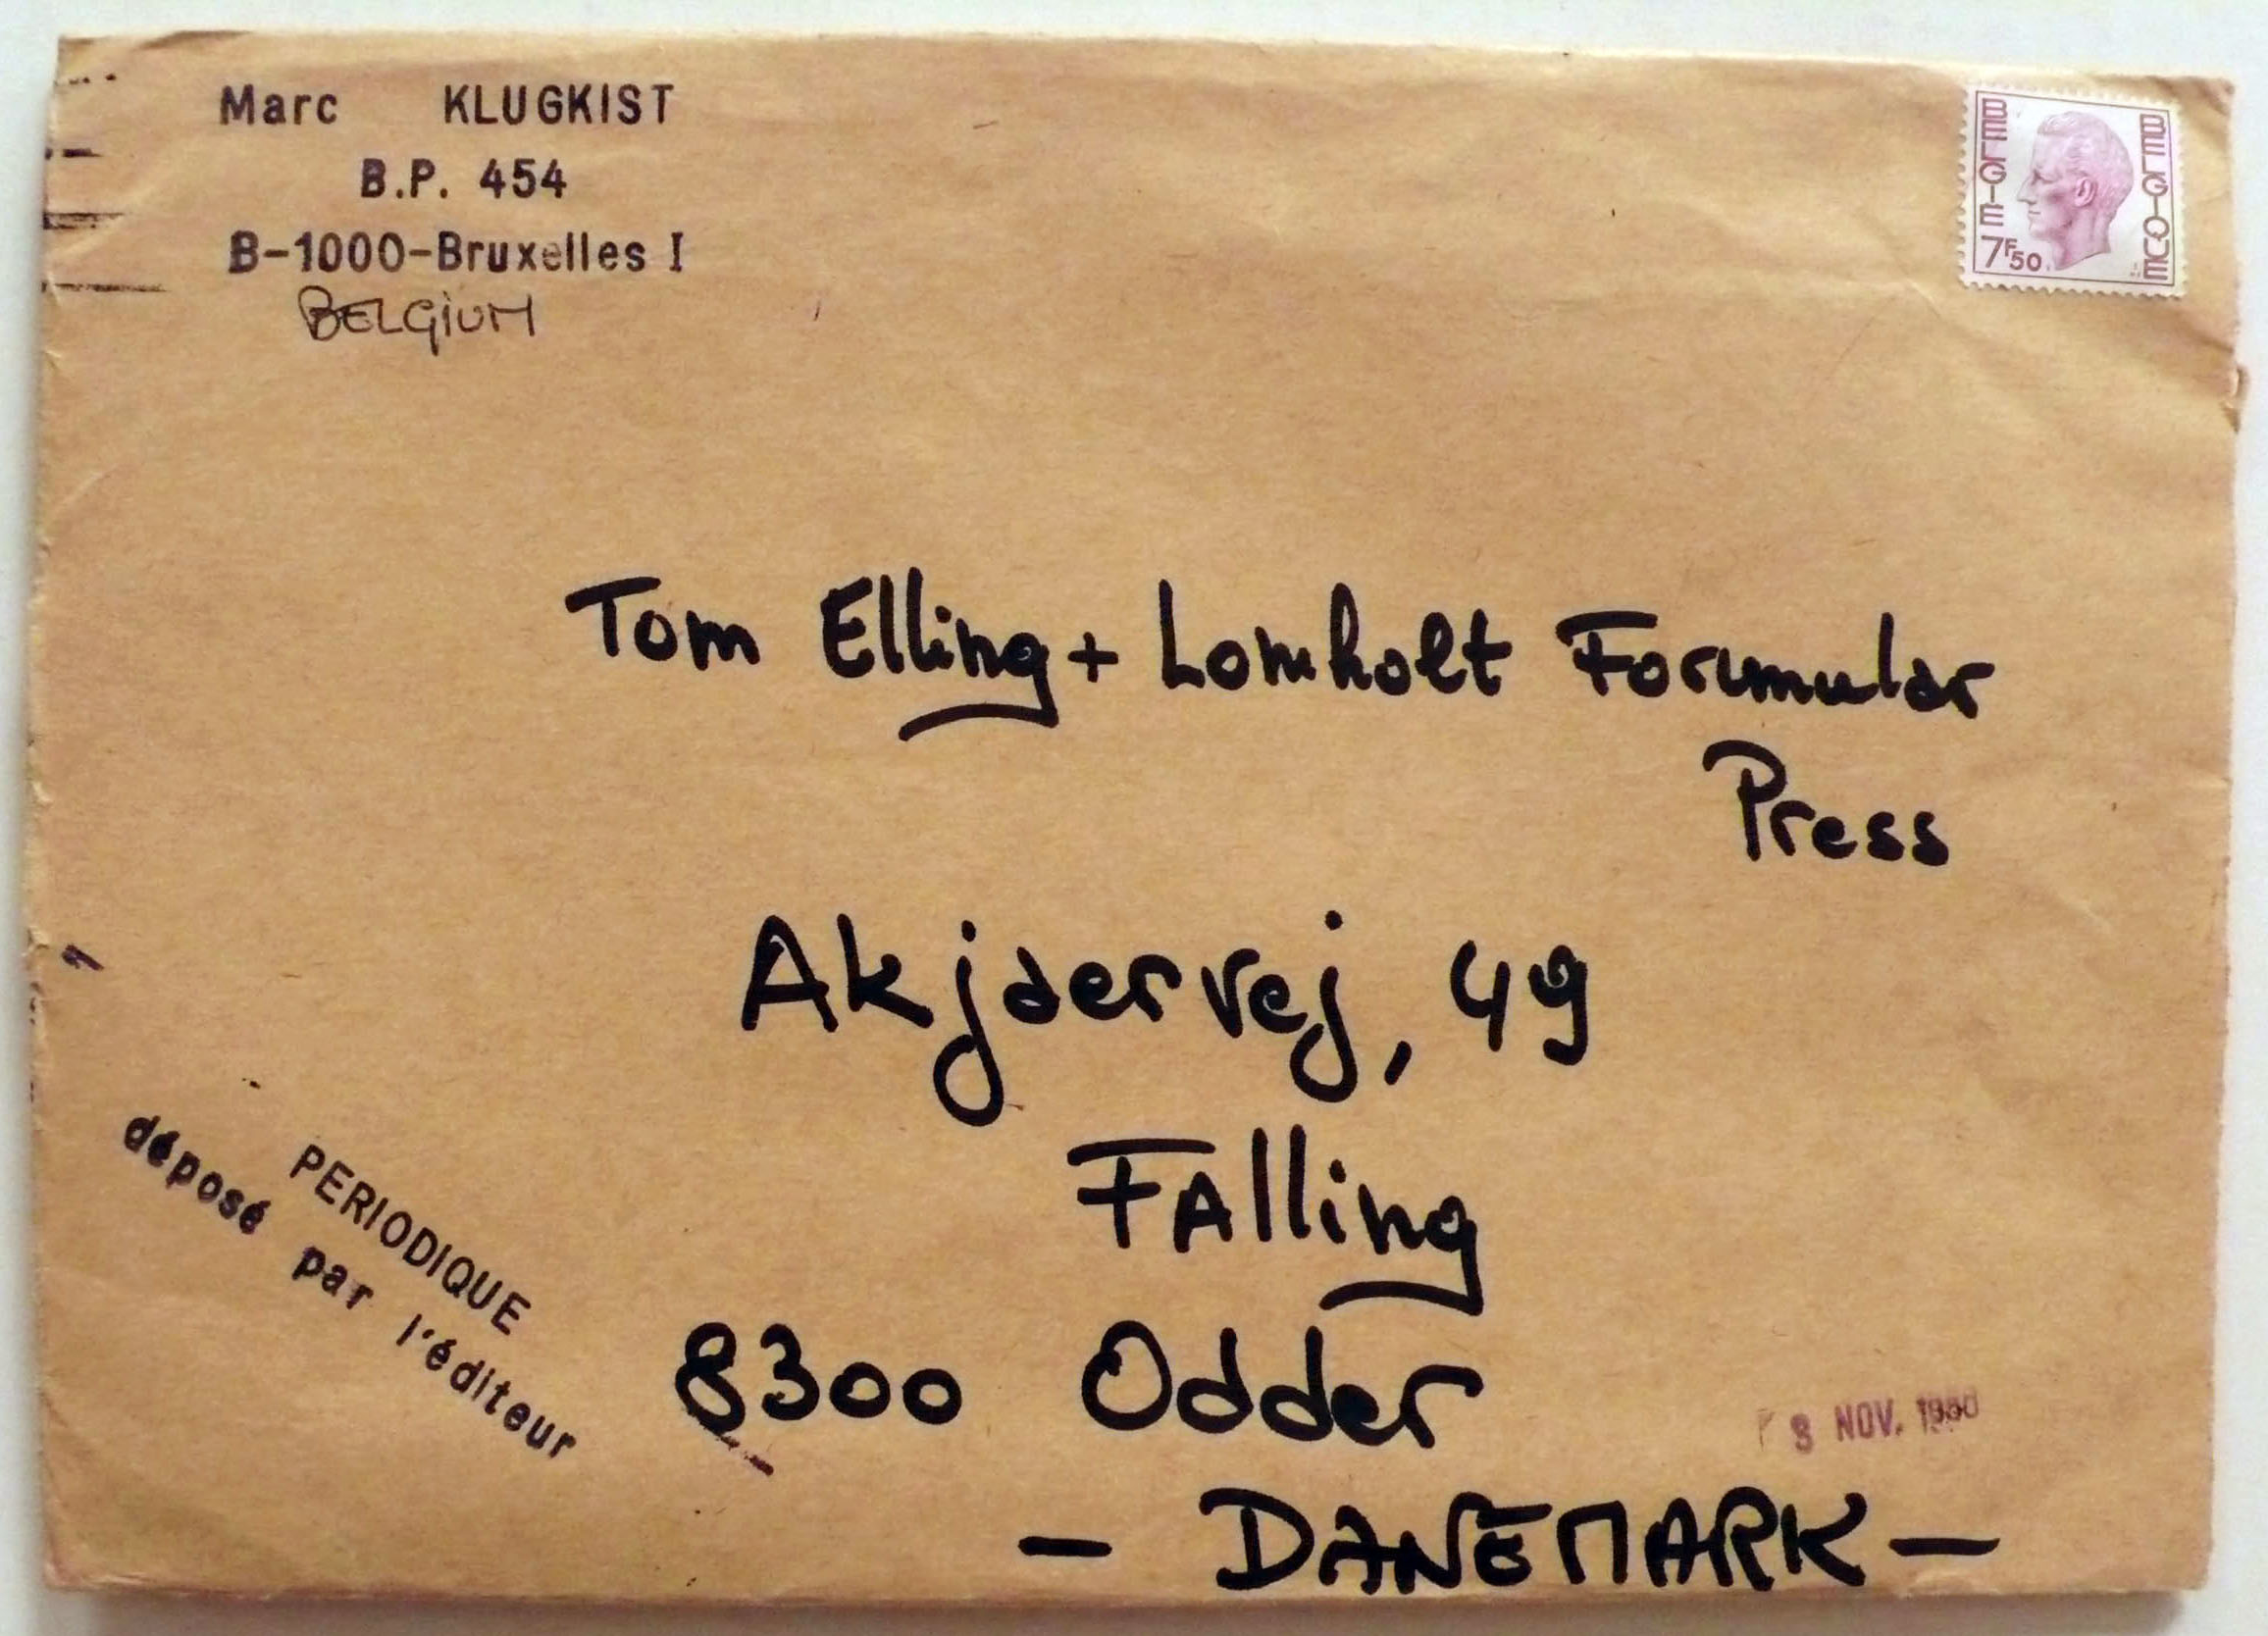 Marc KLUGKIST
B.P. 454
B-1000-Bruxelles I
BELGIUM
BELGIE
BELGIQUE
7F50
Tom Elling + Lomholt Formular
Press
Akjaervej, 49
FAlling
8300 Odder
- DANEMARK -
PERIODIQUE
déposé par l'éditeur
NOV. 1980